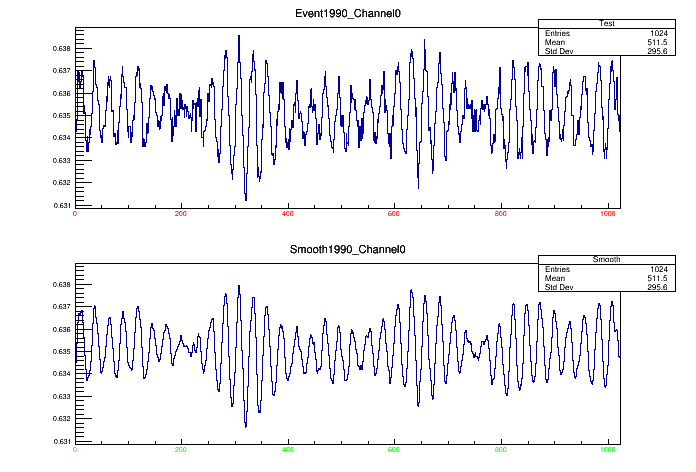 Event1990_Channel0
Test
Entries 1024
Mean 511.5
Std Dev 295.6
0.638
0.637
0.636
0.635
0.634
0.633
0.632
0.631
0 200 400 600 800 1000
Smooth1990_Channel0
Smooth
Entries 1024
Mean 511.5
Std Dev 295.6
0.638
0.637
0.636
0.635
0.634
0.633
0.632
0.631
0 200 400 600 800 1000